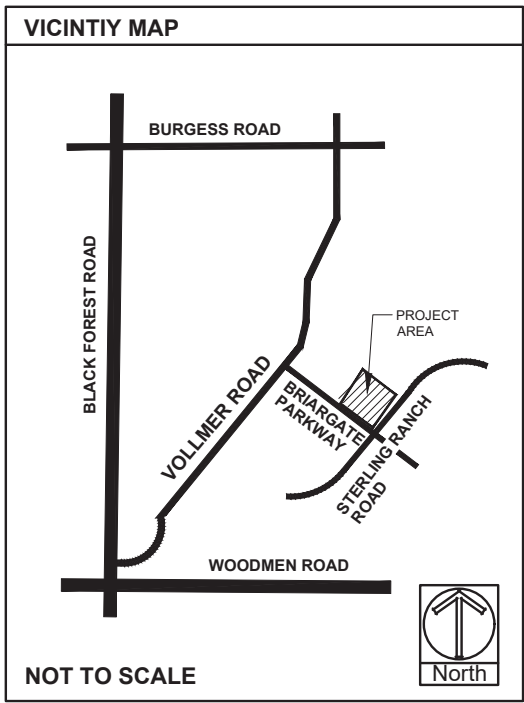 VICINTIY MAP
BURGESS ROAD
BLACK FOREST ROAD
PROJECT
AREA
VOLLMER ROAD
BRIARGATE
PARKWAY
STERLING RANCH
ROAD
WOODMEN ROAD
NOT TO SCALE
North